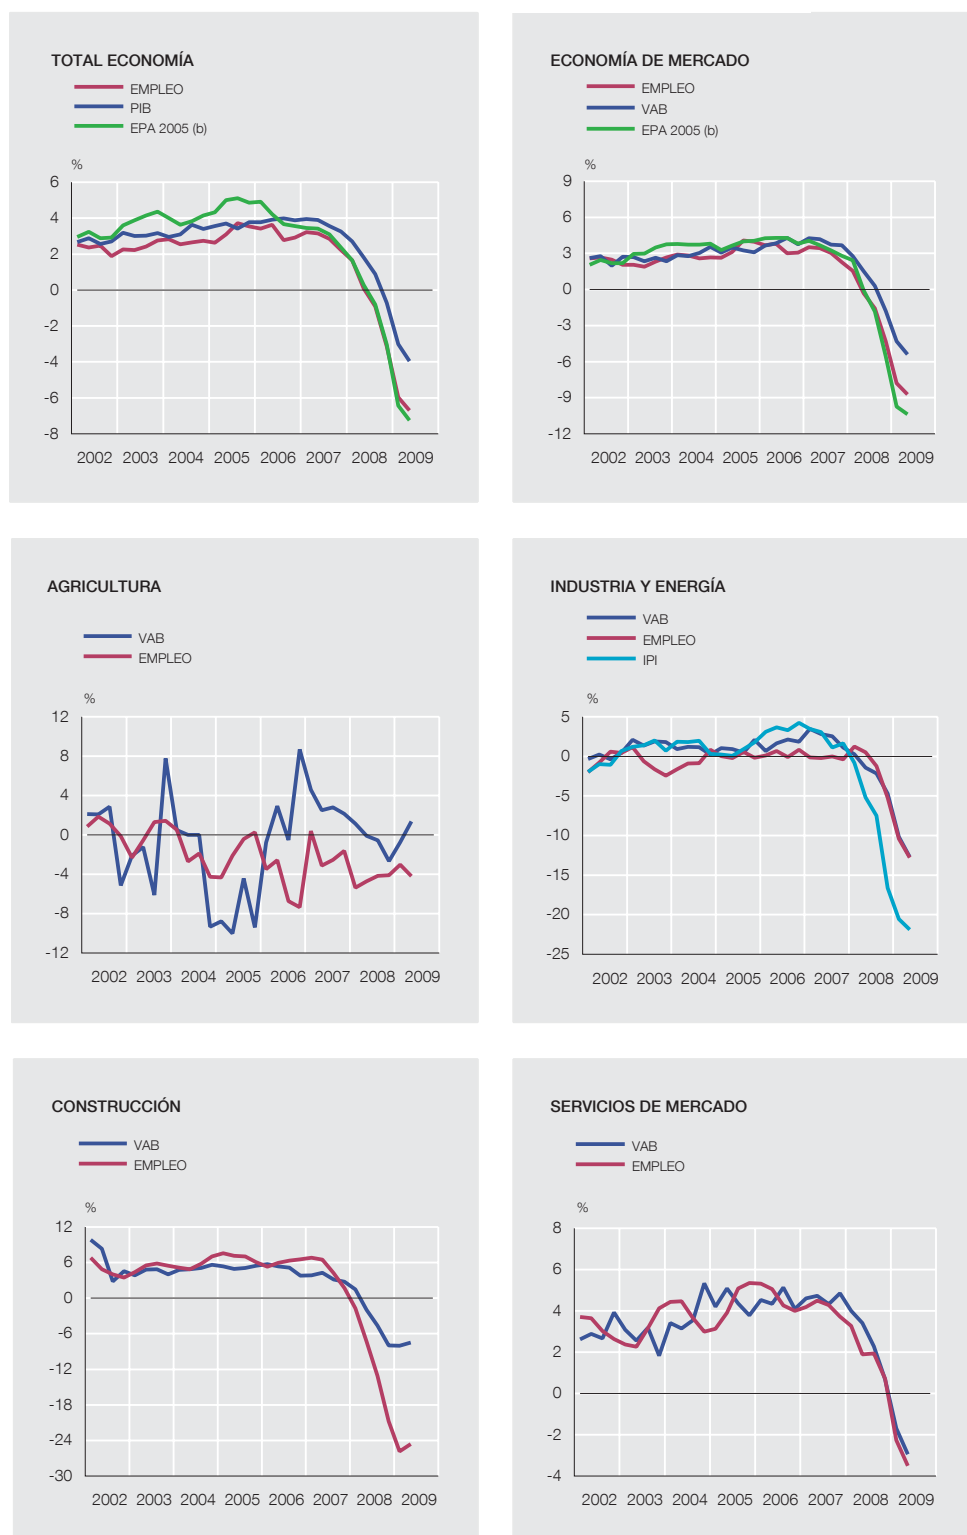 TOTAL ECONOMÍA
EMPLEO
PIB
EPA 2005 (b)
%
6
4
2
0
-2
-4
-6
-8
2002 2003 2004 2005 2006 2007 2008 2009
ECONOMÍA DE MERCADO
EMPLEO
VAB
EPA 2005 (b)
%
9
6
3
0
-3
-6
-9
-12
2002 2003 2004 2005 2006 2007 2008 2009
AGRICULTURA
VAB
EMPLEO
%
12
8
4
0
-4
-8
-12
2002 2003 2004 2005 2006 2007 2008 2009
INDUSTRIA Y ENERGÍA
VAB
EMPLEO
IPI
%
5
0
-5
-10
-15
-20
-25
2002 2003 2004 2005 2006 2007 2008 2009
CONSTRUCCIÓN
VAB
EMPLEO
%
12
6
0
-6
-12
-18
-24
-30
2002 2003 2004 2005 2006 2007 2008 2009
SERVICIOS DE MERCADO
VAB
EMPLEO
%
8
6
4
2
0
-2
-4
2002 2003 2004 2005 2006 2007 2008 2009